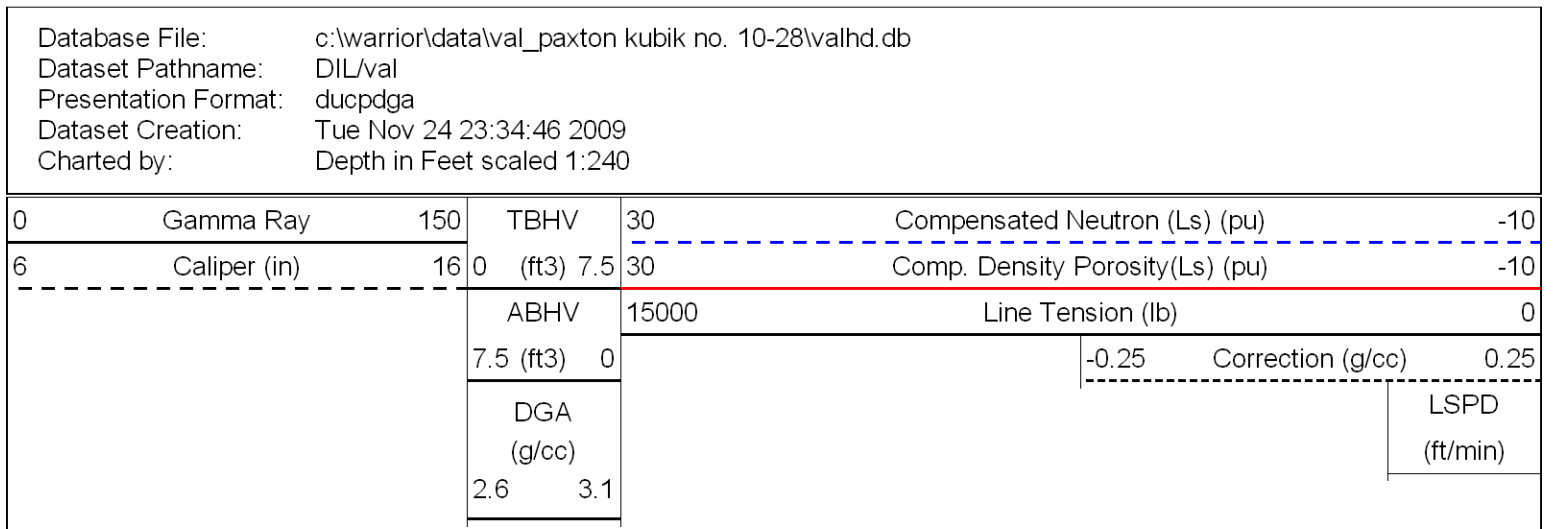 Database File: c:\warrior\data\val_paxton kubik no. 10-28\valhd.db
Dataset Pathname: DIL/val
Presentation Format: ducpdga
Dataset Creation: Tue Nov 24 23:34:46 2009
Charted by: Depth in Feet scaled 1:240
0 Gamma Ray 150 TBHV 30 Compensated Neutron (Ls) (pu) -10
6 Caliper (in) 16 0 (ft3) 7.5 30 Comp. Density Porosity(Ls) (pu) -10
ABHV 15000 Line Tension (lb) 0
7.5 (ft3) 0 -0.25 Correction (g/cc) 0.25
DGA LSPD
(g/cc) (ft/min)
2.6 3.1